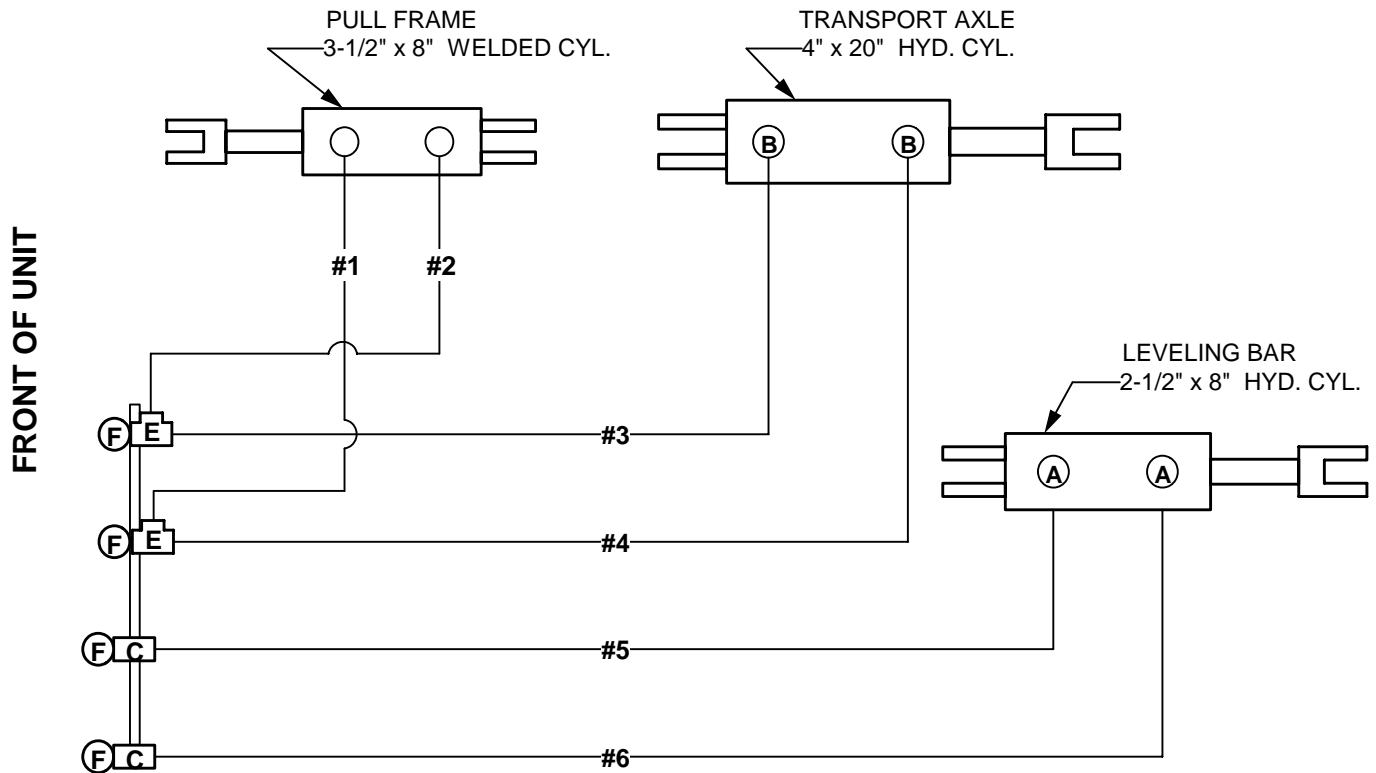 PULL FRAME
3-1/2" x 8" WELDED CYL.
TRANSPORT AXLE
4" x 20" HYD. CYL.
B
B
FRONT OF UNIT
#1
#2
LEVELING BAR
2-1/2" x 8" HYD. CYL.
F
E
#3
A
A
F
E
#4
F
C
#5
F
C
#6